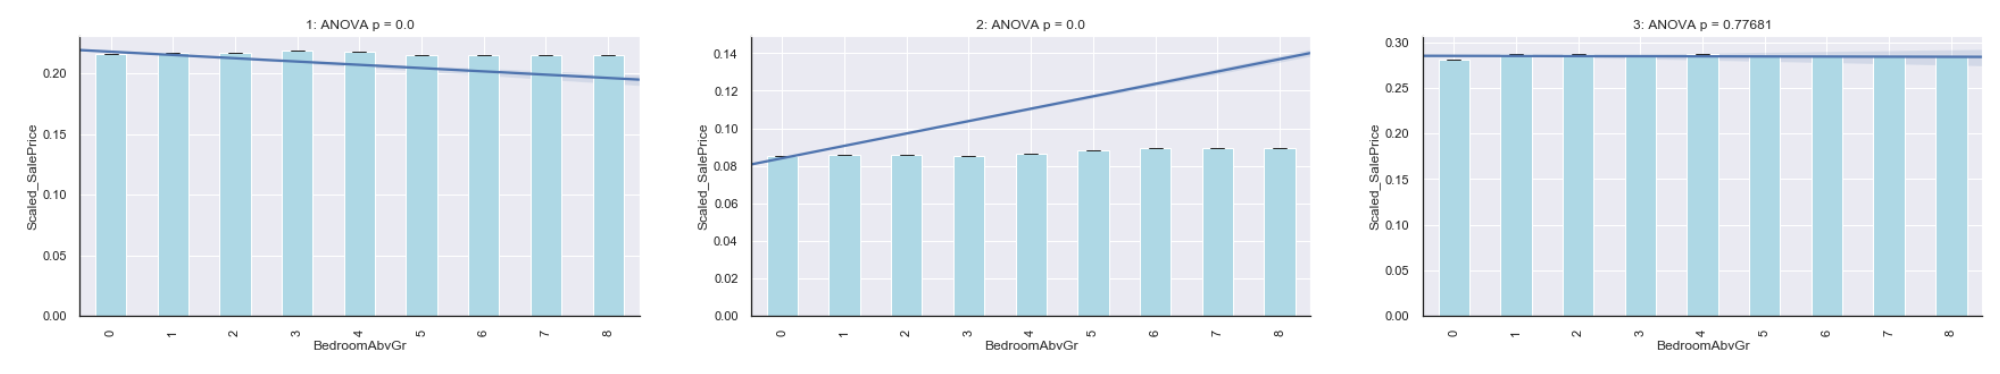 1: ANOVA p = 0.0
Scaled_SalePrice
0.20
0.15
0.10
0.05
0.00
0 1 2 3 4 5 6 7 8
BedroomAbvGr
2: ANOVA p = 0.0
Scaled_SalePrice
0.14
0.12
0.10
0.08
0.06
0.04
0.02
0.00
0 1 2 3 4 5 6 7 8
BedroomAbvGr
3: ANOVA p = 0.77681
Scaled_SalePrice
0.30
0.25
0.20
0.15
0.10
0.05
0.00
0 1 2 3 4 5 6 7 8
BedroomAbvGr